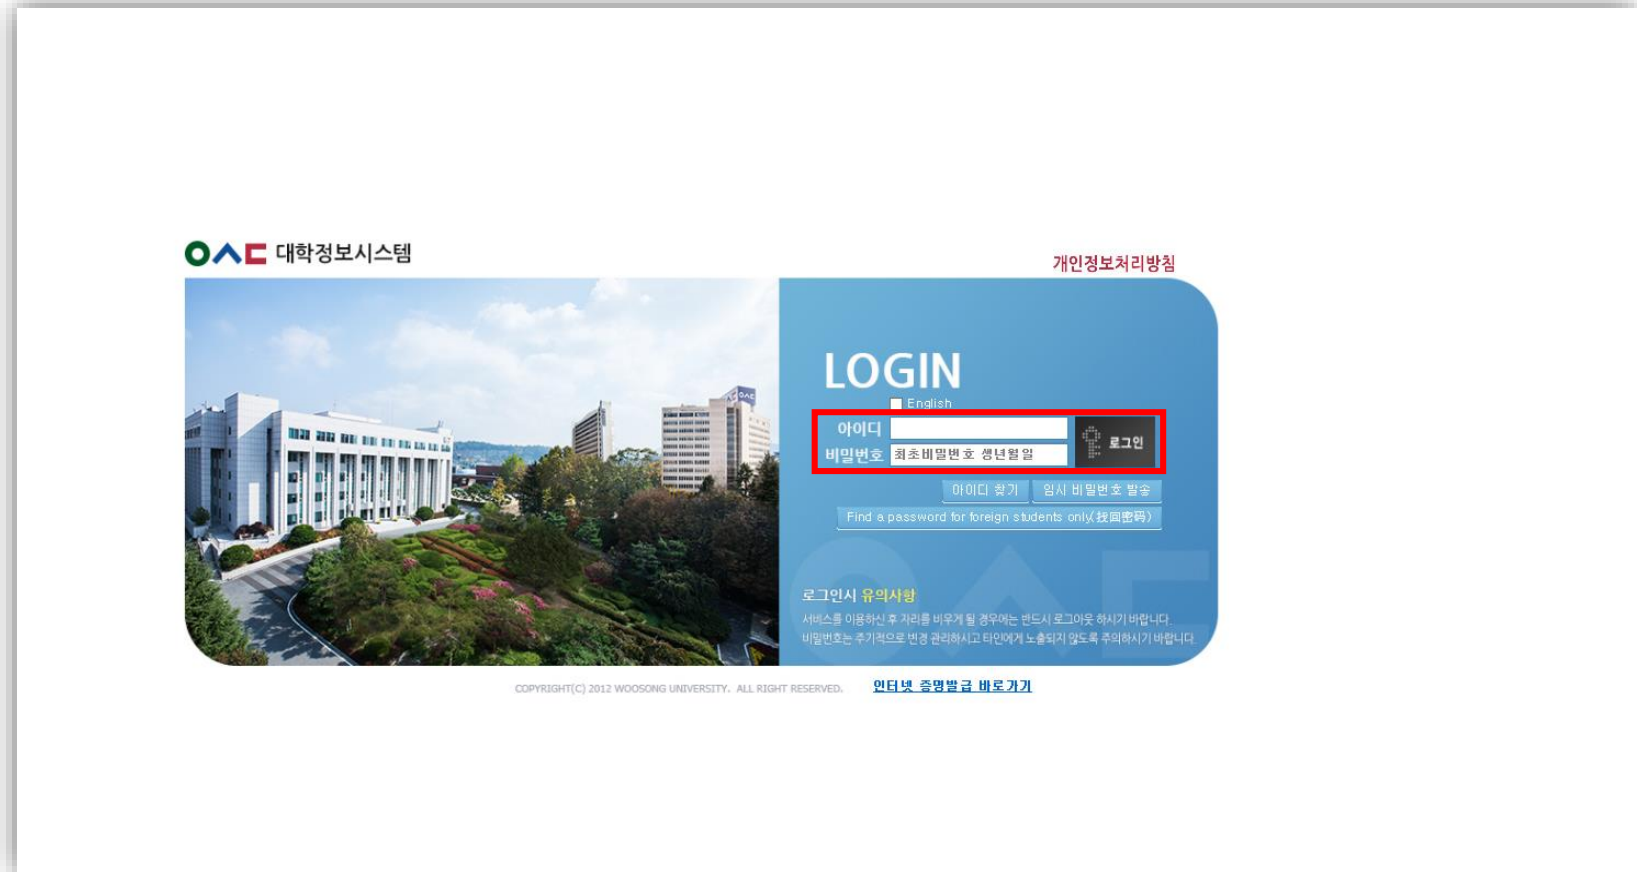 ㅇㅅㄷ 대학정보시스템
개인정보처리방침
LOGIN
English
아이디
비밀번호 최초비밀번호 생년월일
로그인
아이디 찾기 임시 비밀번호 발송
Find a password for foreign students only(找回密码)
로그인시 유의사항
서비스를 이용하신 후 자리를 비우게 될 경우에는 반드시 로그아웃 하시기 바랍니다.
비밀번호는 주기적으로 변경 관리하시고 타인에게 노출되지 않도록 주의하시기 바랍니다.
COPYRIGHT(C) 2012 WOOSONG UNIVERSITY. ALL RIGHT RESERVED. 인터넷 증명발급 바로가기